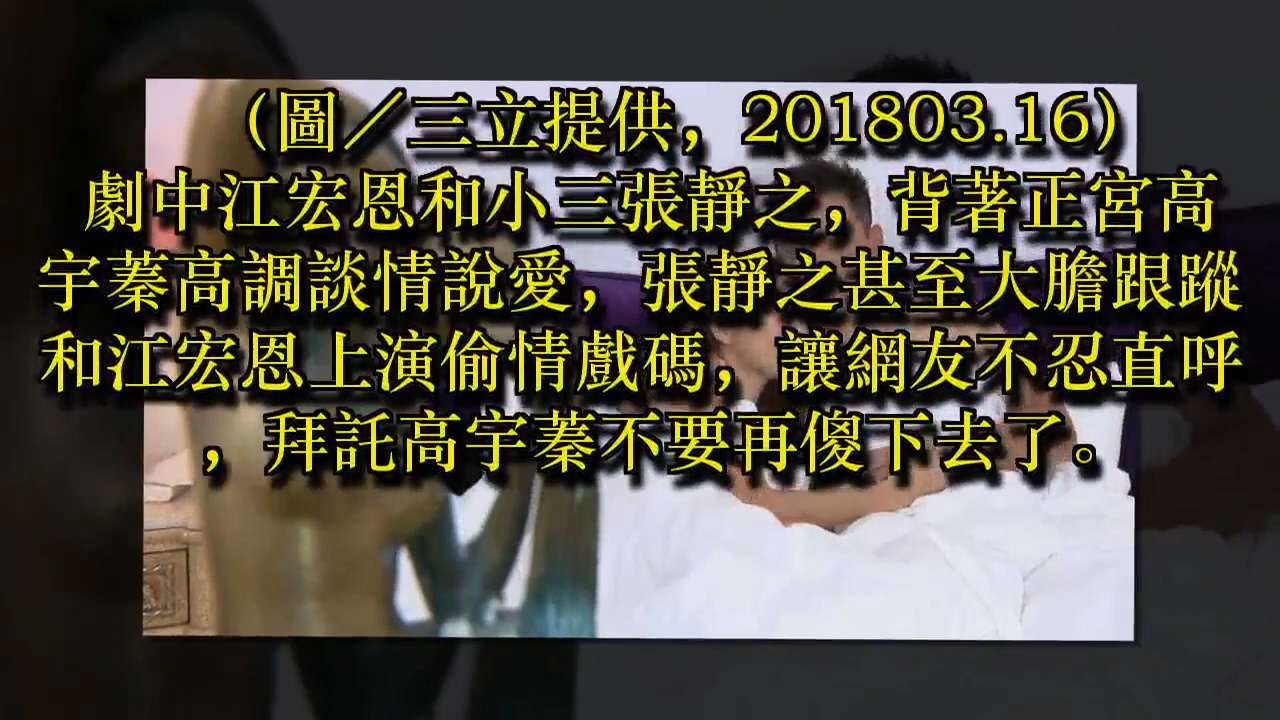 （圖／三立提供，201803.16）
劇中江宏恩和小三張靜之，背著正宮高
宇蓁高調談情說愛，張靜之甚至大膽跟蹤
和江宏恩上演偷情戲碼，讓網友不忍直呼
，拜託高宇蓁不要再傻下去了。